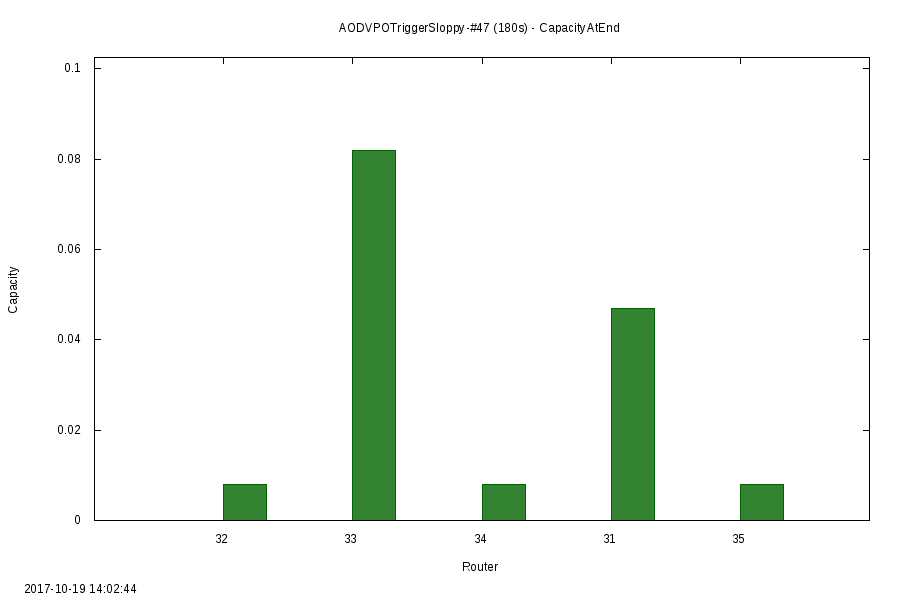 AODVPOTriggerSloppy-#47 (180s) - CapacityAtEnd
0.1
0.08
0.06
0.04
0.02
0
Capacity
32 33 34 31 35
Router
2017-10-19 14:02:44